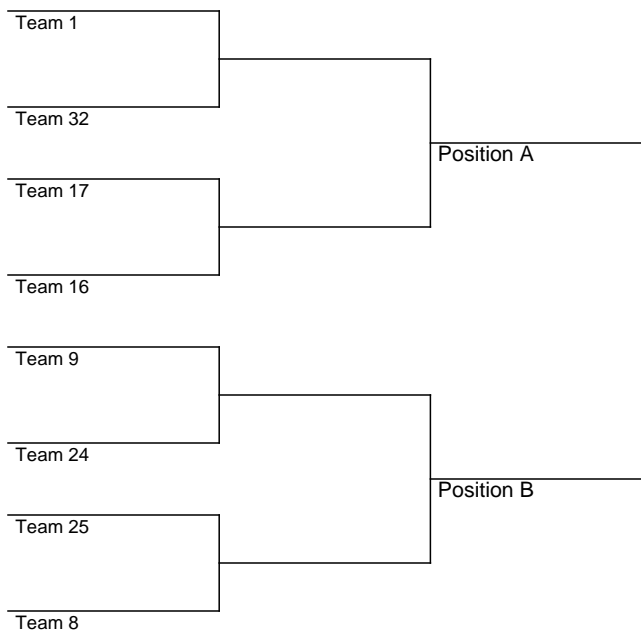 Team 1
Team 32
Position A
Team 17
Team 16
Team 9
Team 24
Position B
Team 25
Team 8